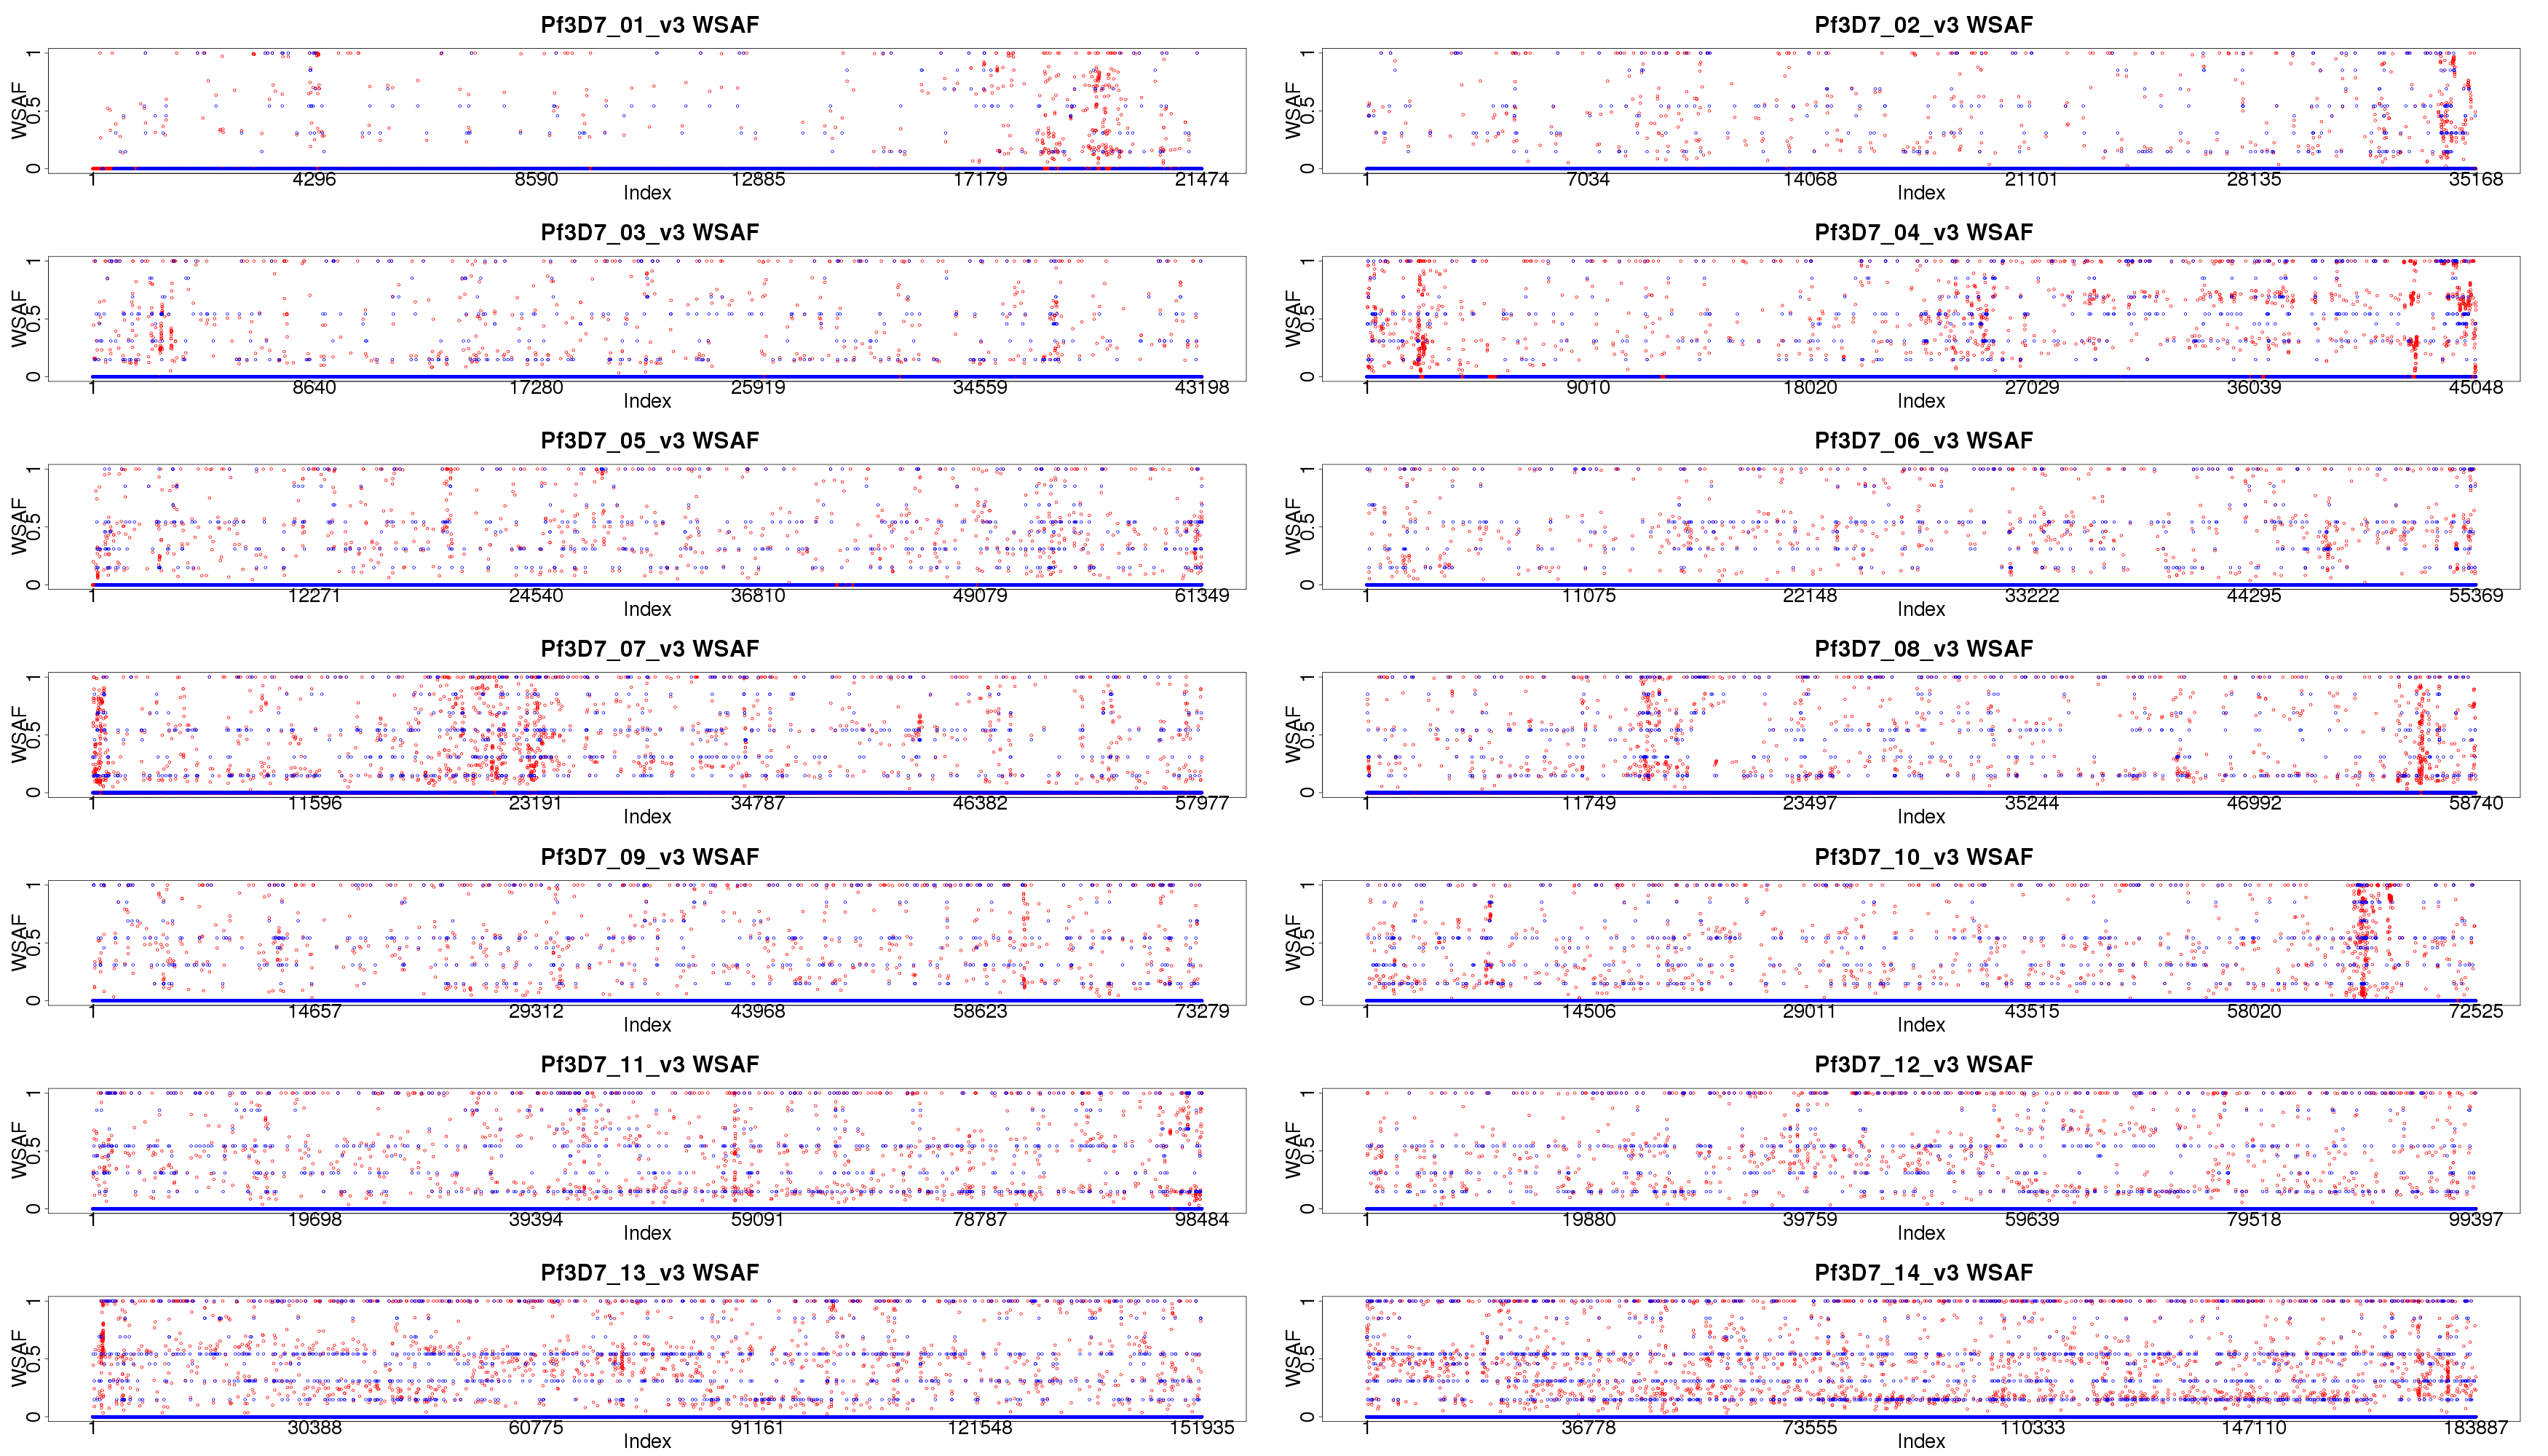 Pf3D7_01_v3 WSAF
WSAF
0 0.5 1
1 4296 8590 12885 17179 21474
Index
Pf3D7_02_v3 WSAF
WSAF
0 0.5 1
1 7034 14068 21101 28135 35168
Index
Pf3D7_03_v3 WSAF
WSAF
0 0.5 1
1 8640 17280 25919 34559 43198
Index
Pf3D7_04_v3 WSAF
WSAF
0 0.5 1
1 9010 18020 27029 36039 45048
Index
Pf3D7_05_v3 WSAF
WSAF
0 0.5 1
1 12271 24540 36810 49079 61349
Index
Pf3D7_06_v3 WSAF
WSAF
0 0.5 1
1 11075 22148 33222 44295 55369
Index
Pf3D7_07_v3 WSAF
WSAF
0 0.5 1
1 11596 23191 34787 46382 57977
Index
Pf3D7_08_v3 WSAF
WSAF
0 0.5 1
1 11749 23497 35244 46992 58740
Index
Pf3D7_09_v3 WSAF
WSAF
0 0.5 1
1 14657 29312 43968 58623 73279
Index
Pf3D7_10_v3 WSAF
WSAF
0 0.5 1
1 14506 29011 43515 58020 72525
Index
Pf3D7_11_v3 WSAF
WSAF
0 0.5 1
1 19698 39394 59091 78787 98484
Index
Pf3D7_12_v3 WSAF
WSAF
0 0.5 1
1 19880 39759 59639 79518 99397
Index
Pf3D7_13_v3 WSAF
WSAF
0 0.5 1
1 30388 60775 91161 121548 151935
Index
Pf3D7_14_v3 WSAF
WSAF
0 0.5 1
1 36778 73555 110333 147110 183887
Index